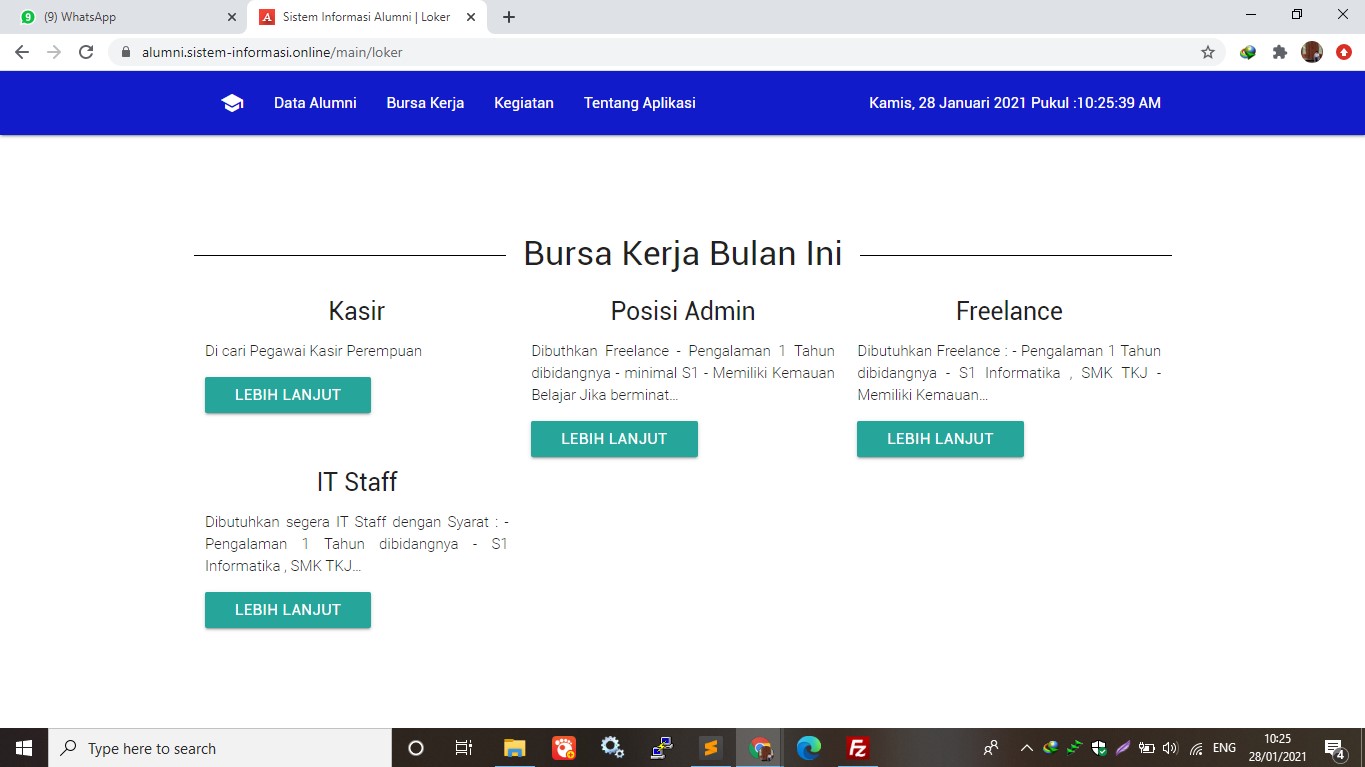 (9) WhatsApp
Sistem Informasi Alumni | Loker
alumni.sistem-informasi.online/main/loker
Data Alumni
Bursa Kerja
Kegiatan
Tentang Aplikasi
Kamis, 28 Januari 2021 Pukul :10:25:39 AM
Bursa Kerja Bulan Ini
Kasir
Di cari Pegawai Kasir Perempuan
LEBIH LANJUT
Posisi Admin
Dibuthkan Freelance - Pengalaman 1 Tahun
dibidangnya - minimal S1 - Memiliki Kemauan
Belajar Jika berminat...
LEBIH LANJUT
Freelance
Dibutuhkan Freelance : - Pengalaman 1 Tahun
dibidangnya - S1 Informatika , SMK TKJ -
Memiliki Kemauan...
LEBIH LANJUT
IT Staff
Dibutuhkan segera IT Staff dengan Syarat : -
Pengalaman 1 Tahun dibidangnya - S1
Informatika , SMK TKJ...
LEBIH LANJUT
Type here to search
ENG
10:25
28/01/2021
4